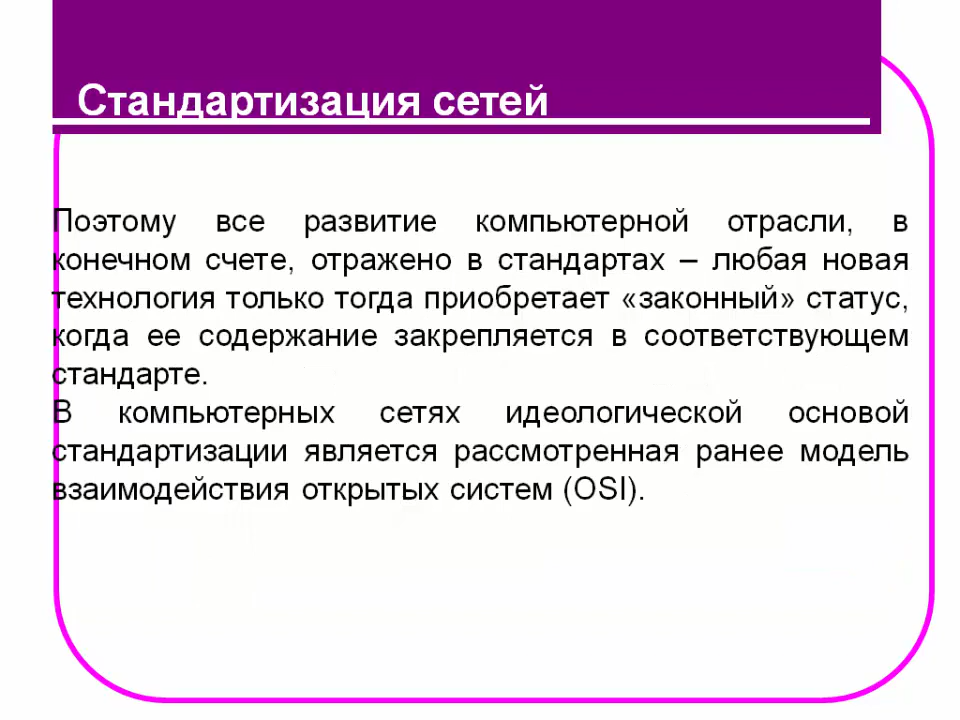 Стандартизация сетей
Поэтому все развитие компьютерной отрасли, в
конечном счете, отражено в стандартах – любая новая
технология только тогда приобретает «законный» статус,
когда ее содержание закрепляется в соответствующем
стандарте.
В компьютерных сетях идеологической основой
стандартизации является рассмотренная ранее модель
взаимодействия открытых систем (OSI).